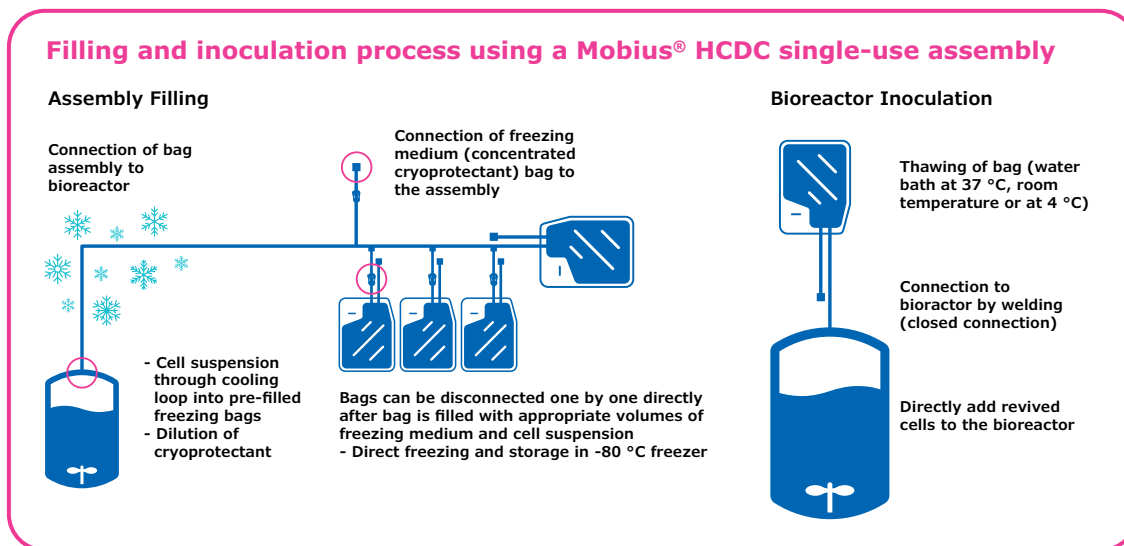 Filling and inoculation process using a Mobius® HCDC single-use assembly
Assembly Filling
Connection of bag
assembly to
bioreactor
Connection of freezing
medium (concentrated
cryoprotectant) bag to
the assembly
- Cell suspension
through cooling
loop into pre-filled
freezing bags
- Dilution of
cryoprotectant
Bags can be disconnected one by one directly
after bag is filled with appropriate volumes of
freezing medium and cell suspension
- Direct freezing and storage in -80 °C freezer
Bioreactor Inoculation
Thawing of bag (water
bath at 37 °C, room
temperature or at 4 °C)
Connection to
bioractor by welding
(closed connection)
Directly add revived
cells to the bioreactor